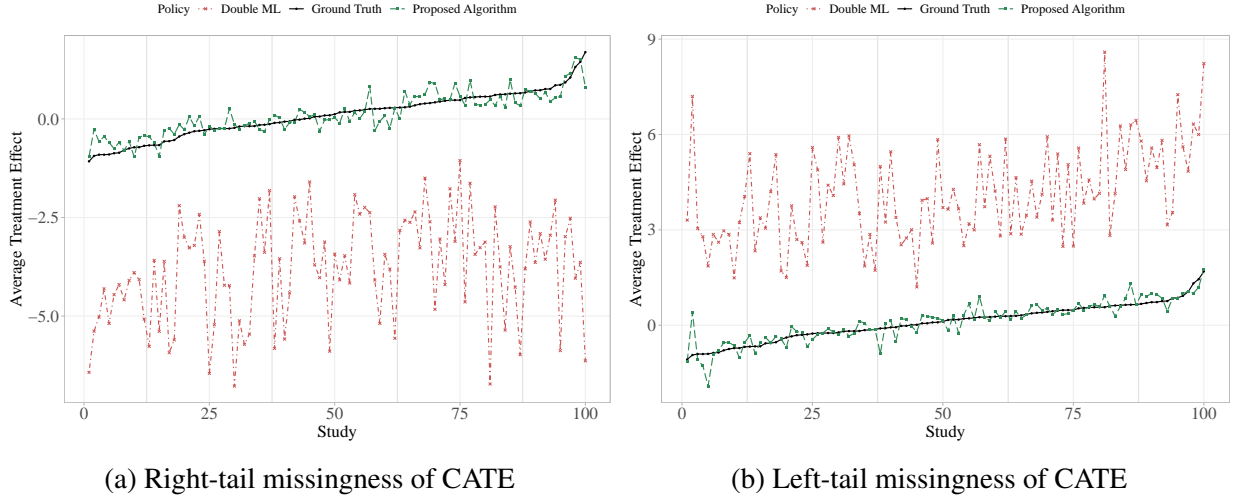 Policy Double ML Ground Truth Proposed Algorithm
Average Treatment Effect
0.0
−2.5
−5.0
0 25 50 75 100
Study
(a) Right-tail missingness of CATE
Policy Double ML Ground Truth Proposed Algorithm
Average Treatment Effect
9
6
3
0
0 25 50 75 100
Study
(b) Left-tail missingness of CATE